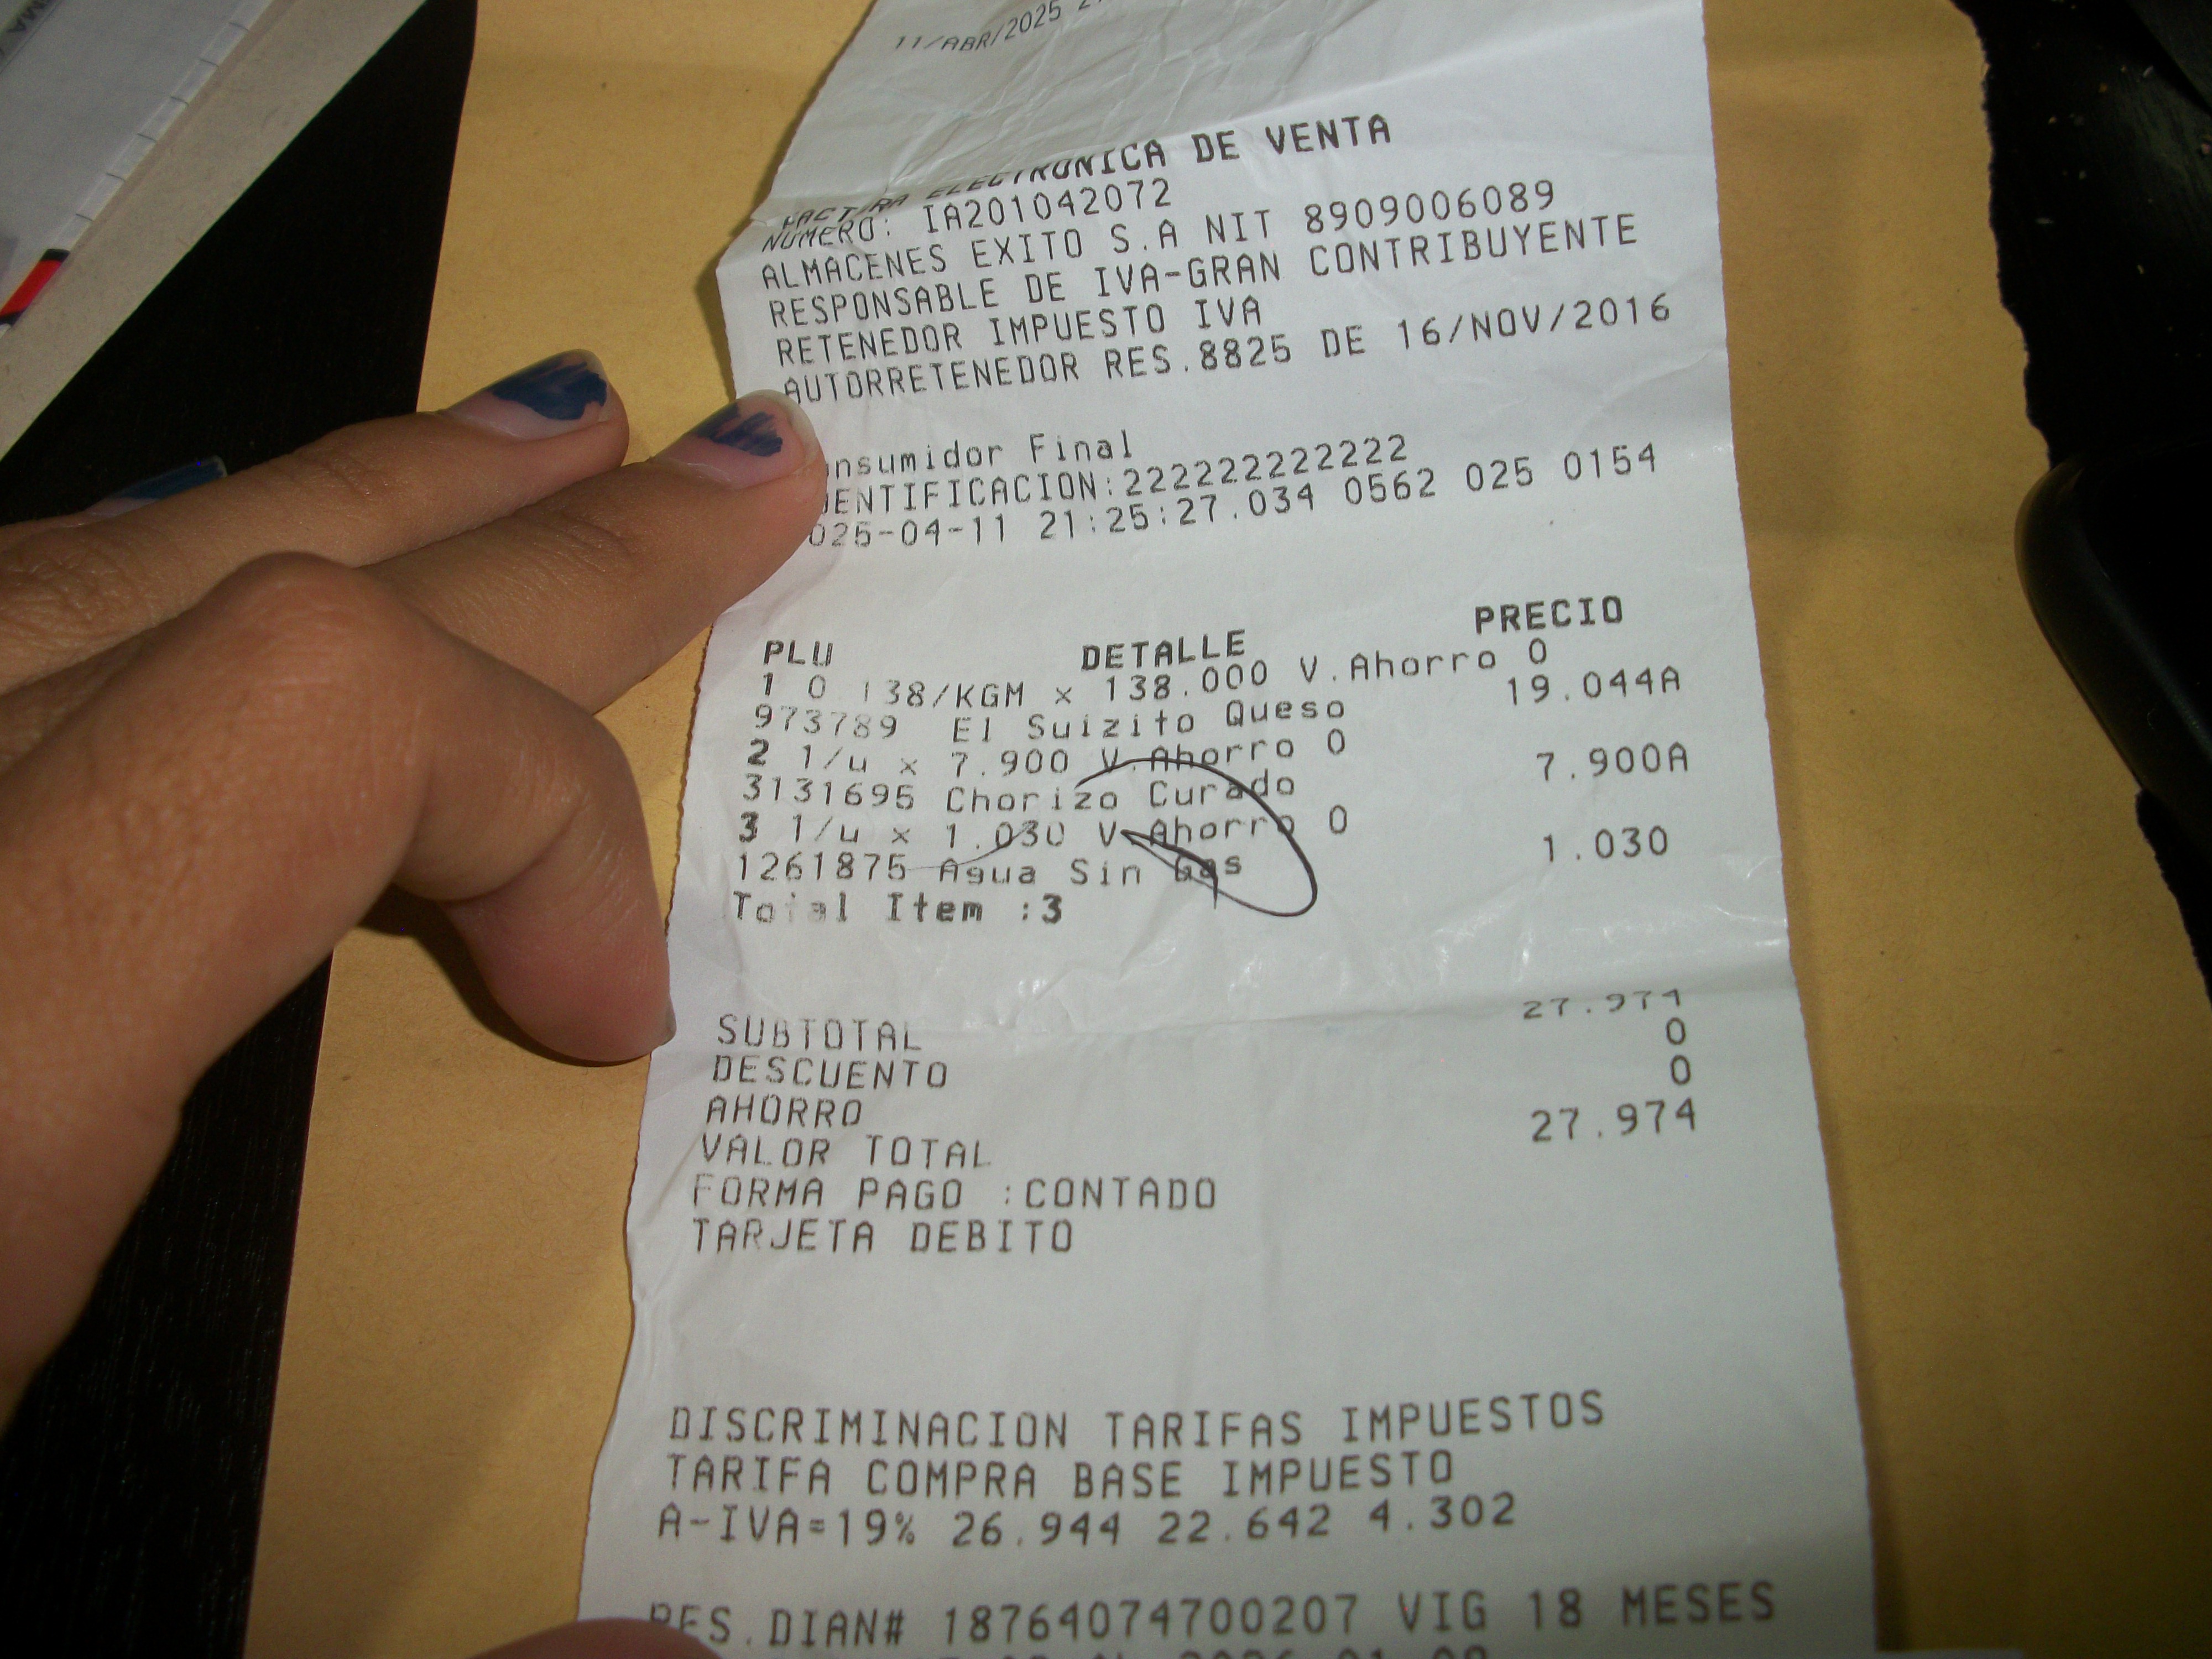 11/ABR/2025
FACTURA ELECTRONICA DE VENTA
NUMERO: IA201042072
ALMACENES EXITO S.A NIT 8909006089
RESPONSABLE DE IVA-GRAN CONTRIBUYENTE
RETENEDOR IMPUESTO IVA
AUTORRETENEDOR RES.8825 DE 16/NOV/2016
nsumidor Final
ENTIFICACION:222222222222
025-04-11 21:25:27.034 0562 025 0154
PLU DETALLE PRECIO
1 0 138/KGM x 138.000 V.Ahorro 0
973789 El Suizito Queso 19.044A
2 1/u x 7.900 V.Ahorro 0
3131695 Chorizo Curado 7.900A
3 1/u x 1.030 V.Ahorro 0
1261875 Agua Sin Gas 1.030
Total Item :3
SUBTOTAL 27.974
DESCUENTO 0
AHORRO 0
VALOR TOTAL 27.974
FORMA PAGO :CONTADO
TARJETA DEBITO
DISCRIMINACION TARIFAS IMPUESTOS
TARIFA COMPRA BASE IMPUESTO
A-IVA=19% 26.944 22.642 4.302
RES.DIAN# 18764074700207 VIG 18 MESES